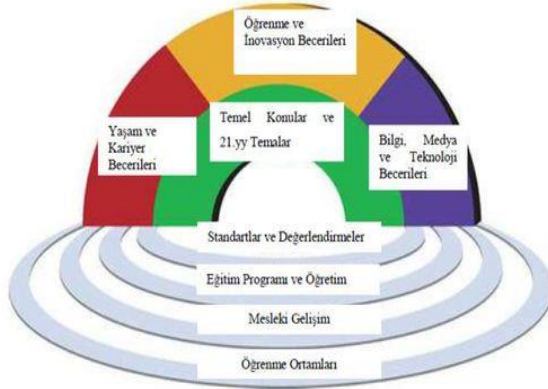 Öğrenme ve
İnovasyon Becerileri
Temel Konular ve
21.yy Temalar
Yaşam ve
Kariyer
Becerileri
Bilgi, Medya
ve Teknoloji
Becerileri
Standartlar ve Değerlendirmeler
Eğitim Programı ve Öğretim
Mesleki Gelişim
Öğrenme Ortamları